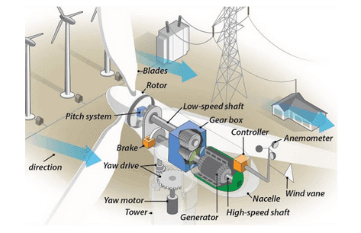 Blades
Rotor
Low-speed shaft
Pitch system
Gear box
Controller
Anemometer
Brake
Yaw drive
direction
Yaw motor
Wind vane
Nacelle
Tower
High-speed shaft
Generator